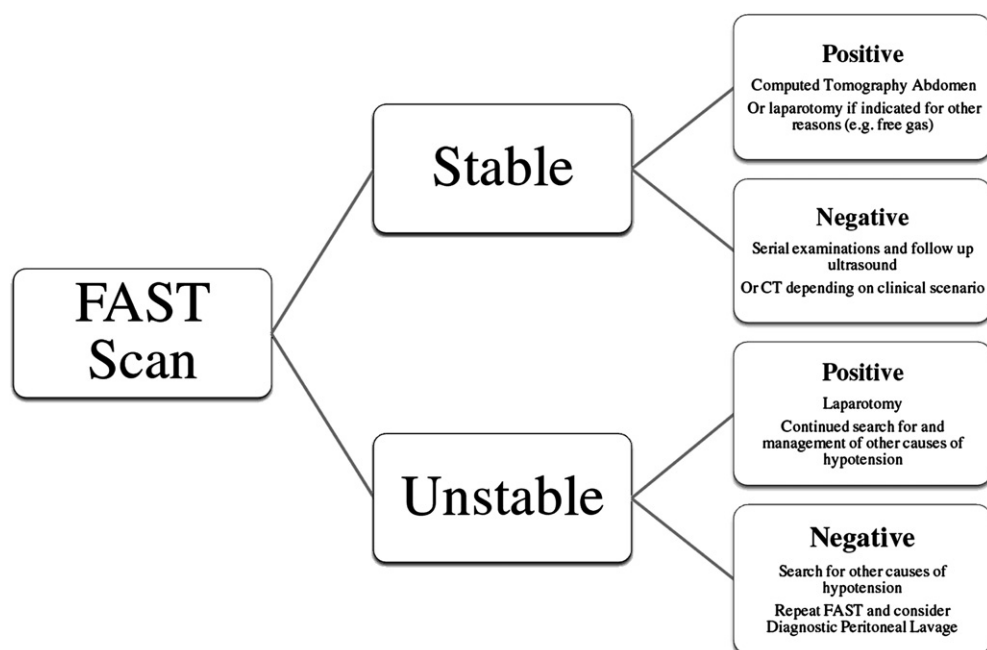 FAST
Scan
Stable
Unstable
Positive
Computed Tomography Abdomen
Or laparotomy if indicated for other
reasons (e.g. free gas)
Negative
Serial examinations and follow up
ultrasound
Or CT depending on clinical scenario
Positive
Laparotomy
Continued search for and
management of other causes of
hypotension
Negative
Search for other causes of
hypotension
Repeat FAST and consider
Diagnostic Peritoneal Lavage